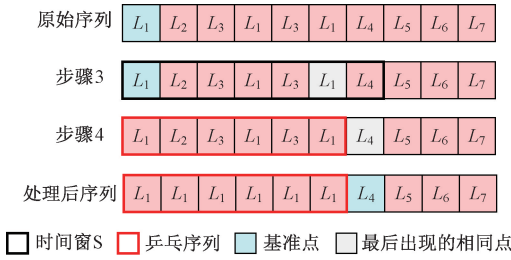 原始序列 L₁ L₂ L₃ L₁ L₃ L₁ L₄ L₅ L₆ L₇
步骤3 L₁ L₂ L₃ L₁ L₃ L₁ L₄ L₅ L₆ L₇
步骤4 L₁ L₂ L₃ L₁ L₃ L₁ L₄ L₅ L₆ L₇
处理后序列 L₁ L₁ L₁ L₁ L₁ L₁ L₄ L₅ L₆ L₇
时间窗S 乒乓序列 基准点 最后出现的相同点